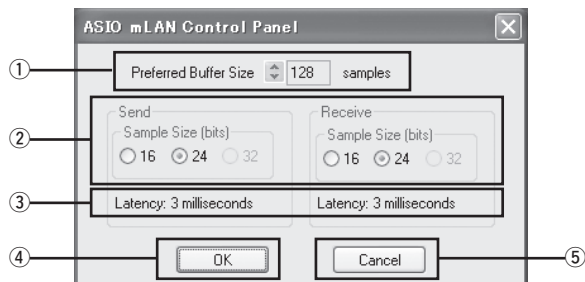 ASIO mLAN Control Panel
① Preferred Buffer Size 128 samples
Send Receive
② Sample Size (bits) Sample Size (bits)
16 24 32 16 24 32
③ Latency: 3 milliseconds Latency: 3 milliseconds
④ OK Cancel ⑤